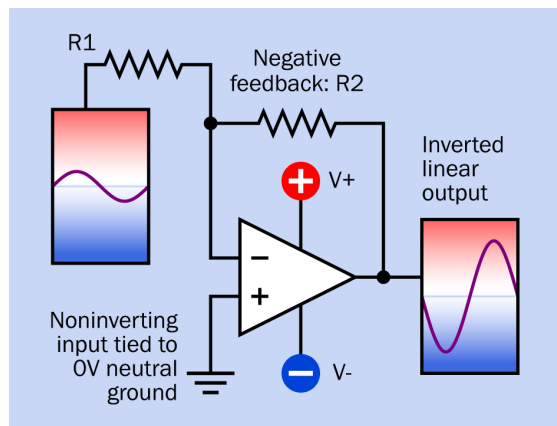 R1
Negative
feedback: R2
V+
Inverted
linear
output
+
−
+
Noninverting
input tied to
0V neutral
ground
−
V-